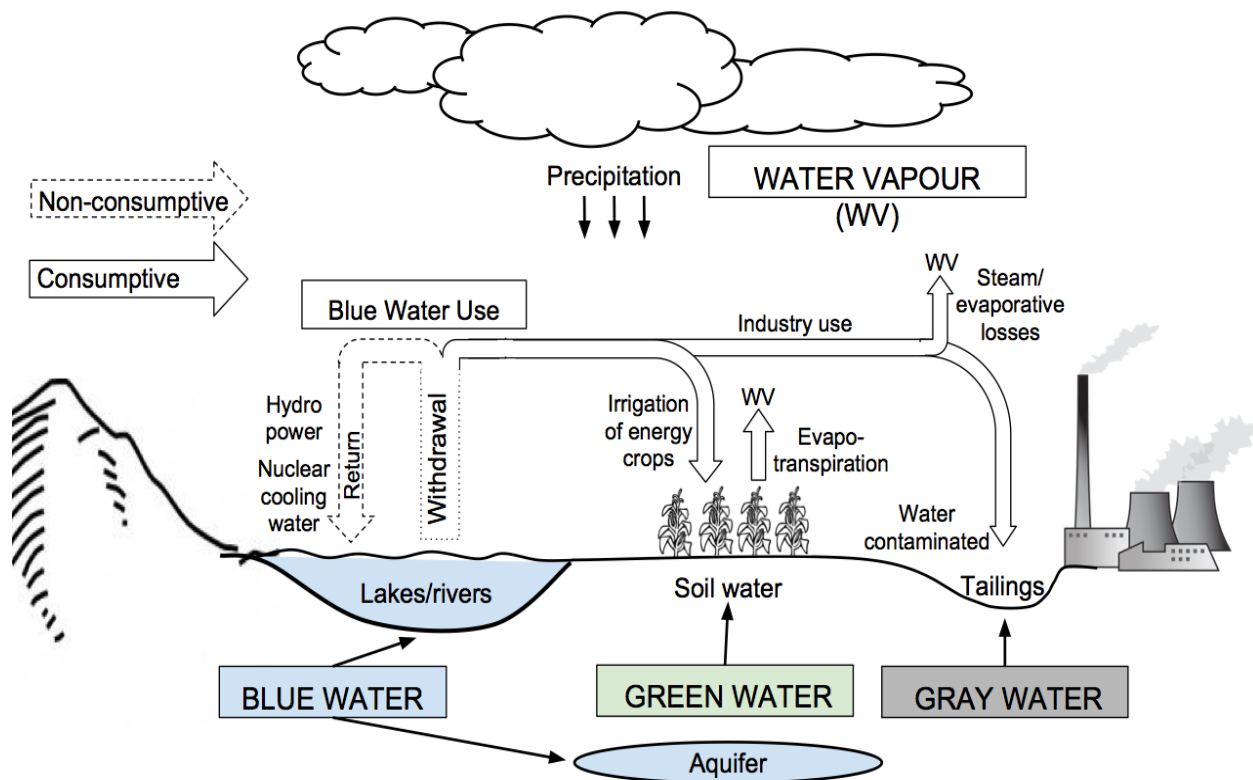 Precipitation
WATER VAPOUR
(WV)
Non-consumptive
Consumptive
Blue Water Use
Industry use
WV
Steam/
evaporative
losses
Hydro
power
Nuclear
cooling
water
Return
Withdrawal
Irrigation
of energy
crops
WV
Evapo-
transpiration
Water
contaminated
Lakes/rivers
Soil water
Tailings
BLUE WATER
GREEN WATER
GRAY WATER
Aquifer